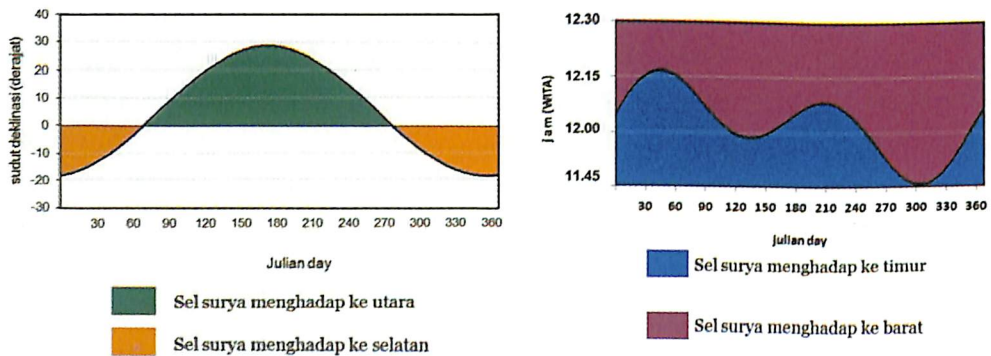 40
30
20
10
0
-10
-20
-30
sudut deklinasi (derajat)
30 60 90 120 150 180 210 240 270 300 330 360
Julian day
Sel surya menghadap ke utara
Sel surya menghadap ke selatan
12.30
12.15
12.00
11.45
jam (WITA)
30 60 90 120 150 180 210 240 270 300 330 360
Julian day
Sel surya menghadap ke timur
Sel surya menghadap ke barat